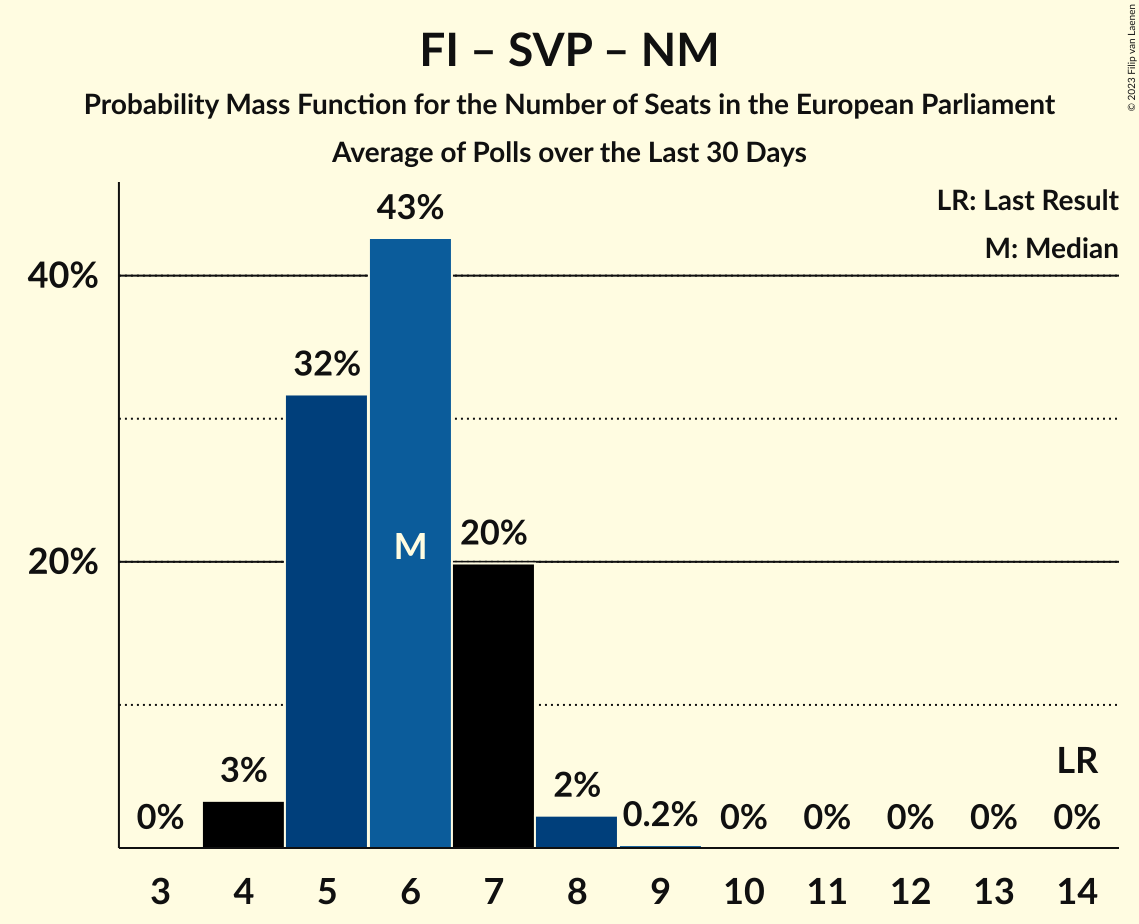 FI – SVP – NM
Probability Mass Function for the Number of Seats in the European Parliament
Average of Polls over the Last 30 Days
© 2023 Filip van Laenen
LR: Last Result
M: Median
40%
20%
0%
3%
32%
43%
M
20%
2%
0.2%
0%
0%
0%
0%
LR
0%
3 4 5 6 7 8 9 10 11 12 13 14